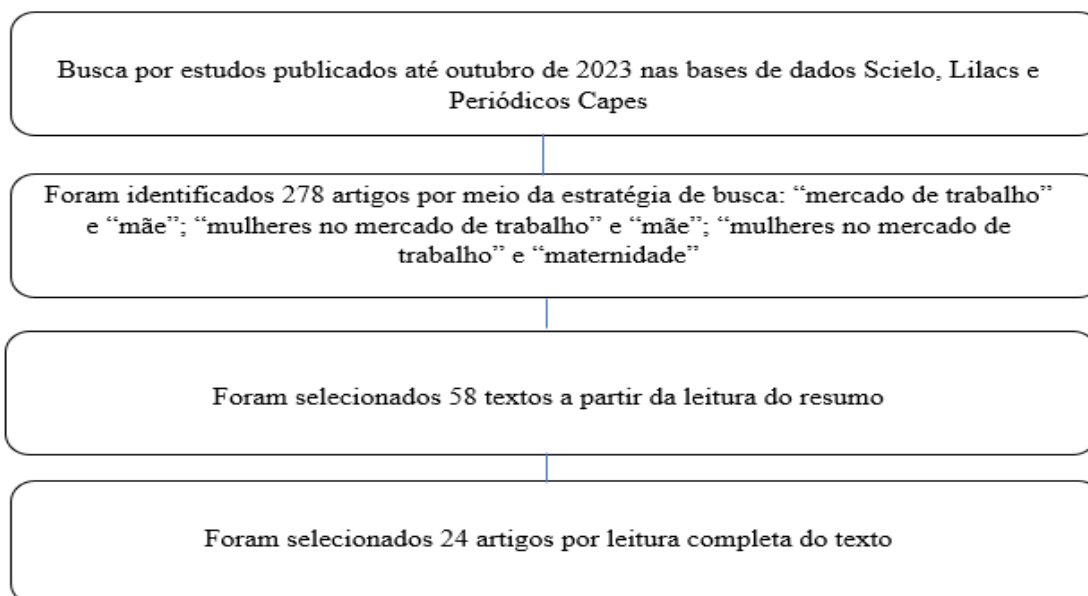 Busca por estudos publicados até outubro de 2023 nas bases de dados Scielo, Lilacs e
Periódicos Capes
Foram identificados 278 artigos por meio da estratégia de busca: “mercado de trabalho”
e “mãe”; “mulheres no mercado de trabalho” e “mãe”; “mulheres no mercado de
trabalho” e “maternidade”
Foram selecionados 58 textos a partir da leitura do resumo
Foram selecionados 24 artigos por leitura completa do texto